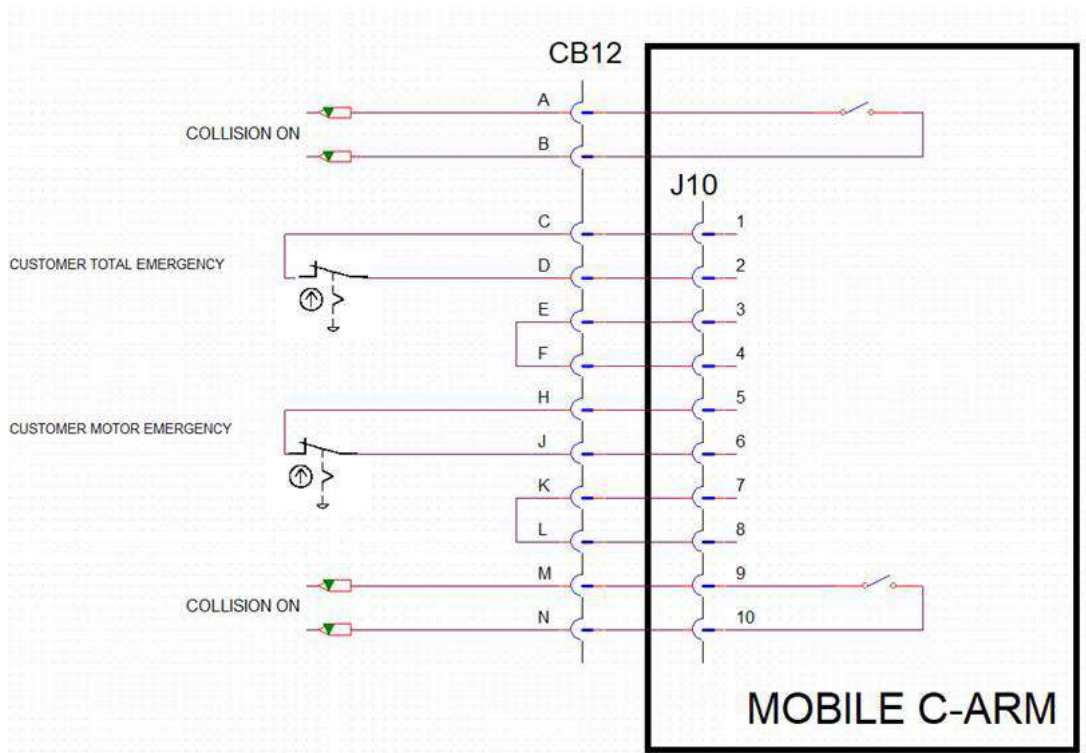 CB12
A
COLLISION ON
B
J10
C 1
CUSTOMER TOTAL EMERGENCY
D 2
E 3
F 4
H 5
CUSTOMER MOTOR EMERGENCY
J 6
K 7
L 8
M 9
COLLISION ON
N 10
MOBILE C-ARM